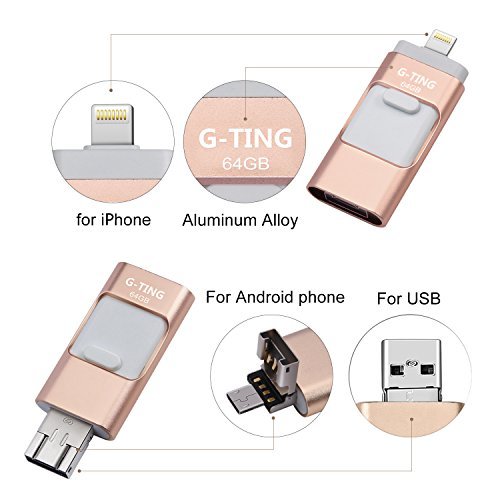 G-TING
64GB
G-TING
64GB
for iPhone
Aluminum Alloy
G-TING
64GB
For Android phone
For USB